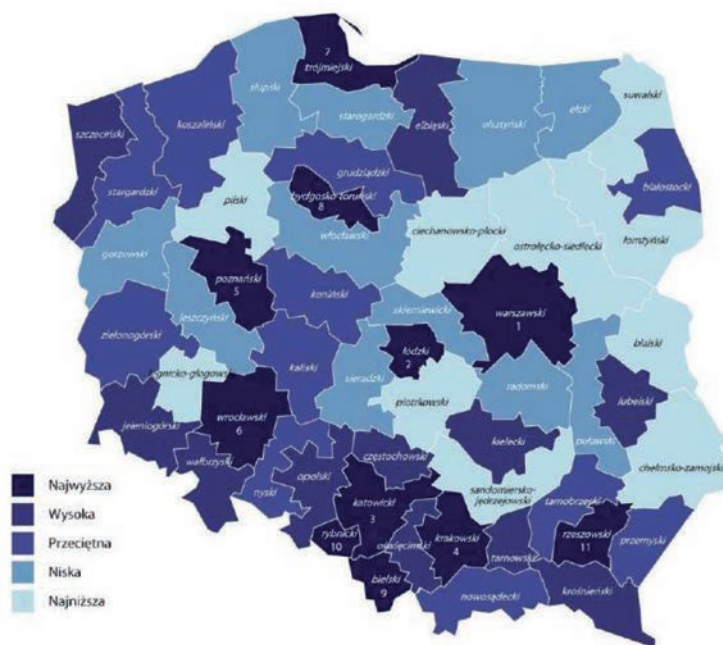 7
trójmiejski
słupski
starogardzki
elbląski
olsztyński
ełcki
suwalski
szczeciński
koszaliński
stargardzki
grudziądzki
białostocki
pilski
bydgosko-toruński
8
włocławski
ciechanowsko-płocki
ostrołęcko-siedlecki
łomżyński
gorzowski
poznański
5
koniński
skierniewicki
warszawski
1
leszczyński
zielonogórski
łódzki
2
bialski
kaliski
sieradzki
legnicko-głogowski
piotrkowski
radomski
lubelski
wrocławski
6
jeleniogórski
puławski
kielecki
wałbrzyski
częstochowski
chełmsko-zamojski
opolski
nyski
sandomiersko-
jędrzejowski
katowicki
3
tarnobrzeski
rybnicki
10
oświęcimski
krakowski
4
tarnowski
rzeszowski
11
przemyski
bielski
9
nowosądecki
krośnieński
Najwyższa
Wysoka
Przeciętna
Niska
Najniższa